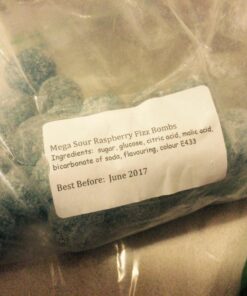 Mega Sour Raspberry Fizz Bombs
Ingredients: sugar, glucose, citric acid, malic acid,
bicarbonate of soda, flavouring, colour E433
Best Before: June 2017